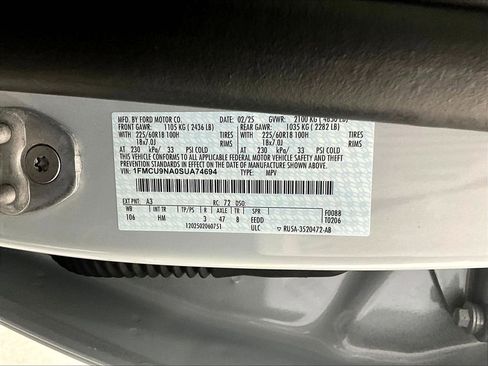 MFD. BY FORD MOTOR CO. DATE: 02/25 GVWR: 2100 KG (4630 LB)
FRONT GAWR: 1105 KG (2436 LB) REAR GAWR: 1035 KG (2282 LB)
WITH 225/60R18 100H TIRES WITH 225/60R18 100H TIRES
18x7.0J RIMS 18x7.0J RIMS
AT 230 kPa/ 33 PSI COLD AT 230 kPa/ 33 PSI COLD
THIS VEHICLE CONFORMS TO ALL APPLICABLE FEDERAL MOTOR VEHICLE SAFETY AND
THEFT PREVENTION STANDARDS IN EFFECT ON THE DATE OF MANUFACTURE SHOWN ABOVE.
VIN: 1FMCU9NA0SUA74694 TYPE: MPV
EXT PNT: A3 RC: 72 DSO:
WB INT TR TP/PS R AXLE TR SPR F0088
106 HM 3 47 8 EEDD T0206
1202502060751 ULC ▽ RUSA-3520472-AB